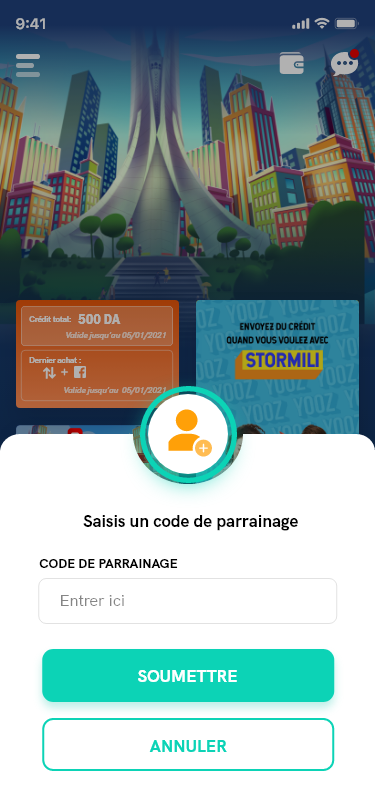 9:41
Crédit total:
500 DA
Valide jusqu'au 05/01/2021
Dernier achat :
+
Valide jusqu'au 05/01/2021
ENVOYEZ DU CRÉDIT
QUAND VOUS VOULEZ AVEC
STORMILI
YOOZ
Saisis un code de parrainage
CODE DE PARRAINAGE
Entrer ici
SOUMETTRE
ANNULER